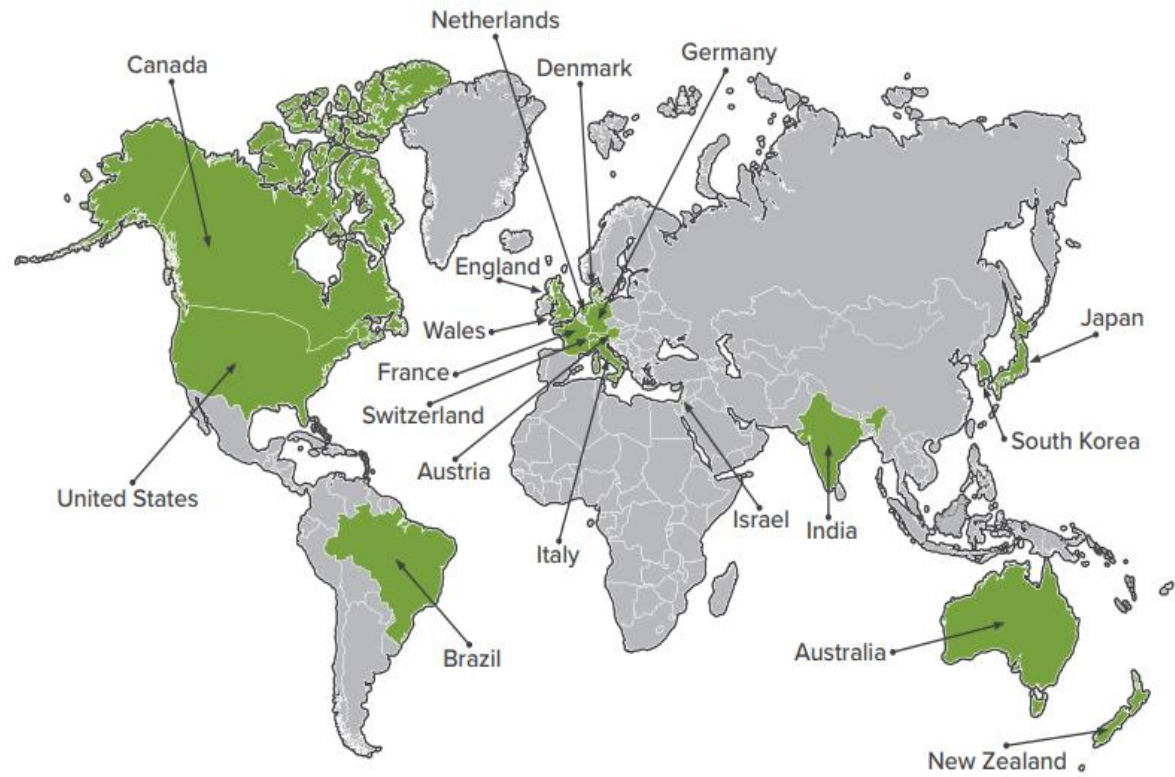 Netherlands
Germany
Canada
Denmark
England
Wales
Japan
France
Switzerland
South Korea
Austria
United States
Israel
India
Italy
Brazil
Australia
New Zealand